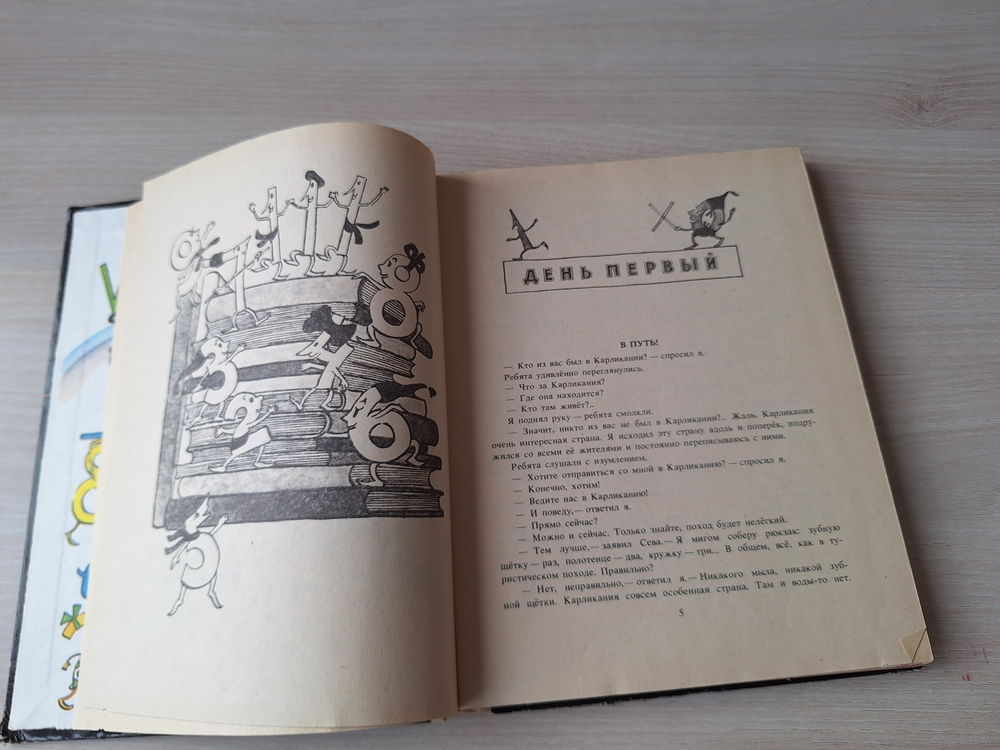 ДЕНЬ ПЕРВЫЙ
В ПУТЬ!
— Кто из вас был в Карликании? — спросил я.
Ребята удивлённо переглянулись.
— Что за Карликания?
— Где она находится?
— Кто там живёт?..
Я поднял руку — ребята смолкли.
— Значит, никто из вас не был в Карликании?.. Жаль. Карликания
очень интересная страна. Я исходил эту страну вдоль и поперёк, подру-
жился со всеми её жителями и постоянно переписываюсь с ними.
Ребята слушали с изумлением.
— Хотите отправиться со мной в Карликанию? — спросил я.
— Конечно, хотим!
— Ведите нас в Карликанию!
— И поведу,— ответил я.
— Прямо сейчас?
— Можно и сейчас. Только знайте, поход будет нелёгкий.
— Тем лучше,— заявил Сева.— Я мигом соберу рюкзак: зубную
щётку — раз, полотенце — два, кружку — три... В общем, всё, как в ту-
ристическом походе. Правильно?
— Нет, неправильно,— ответил я.— Никакого мыла, никакой зуб-
ной щётки. Карликания совсем особенная страна. Там и воды-то нет.
5